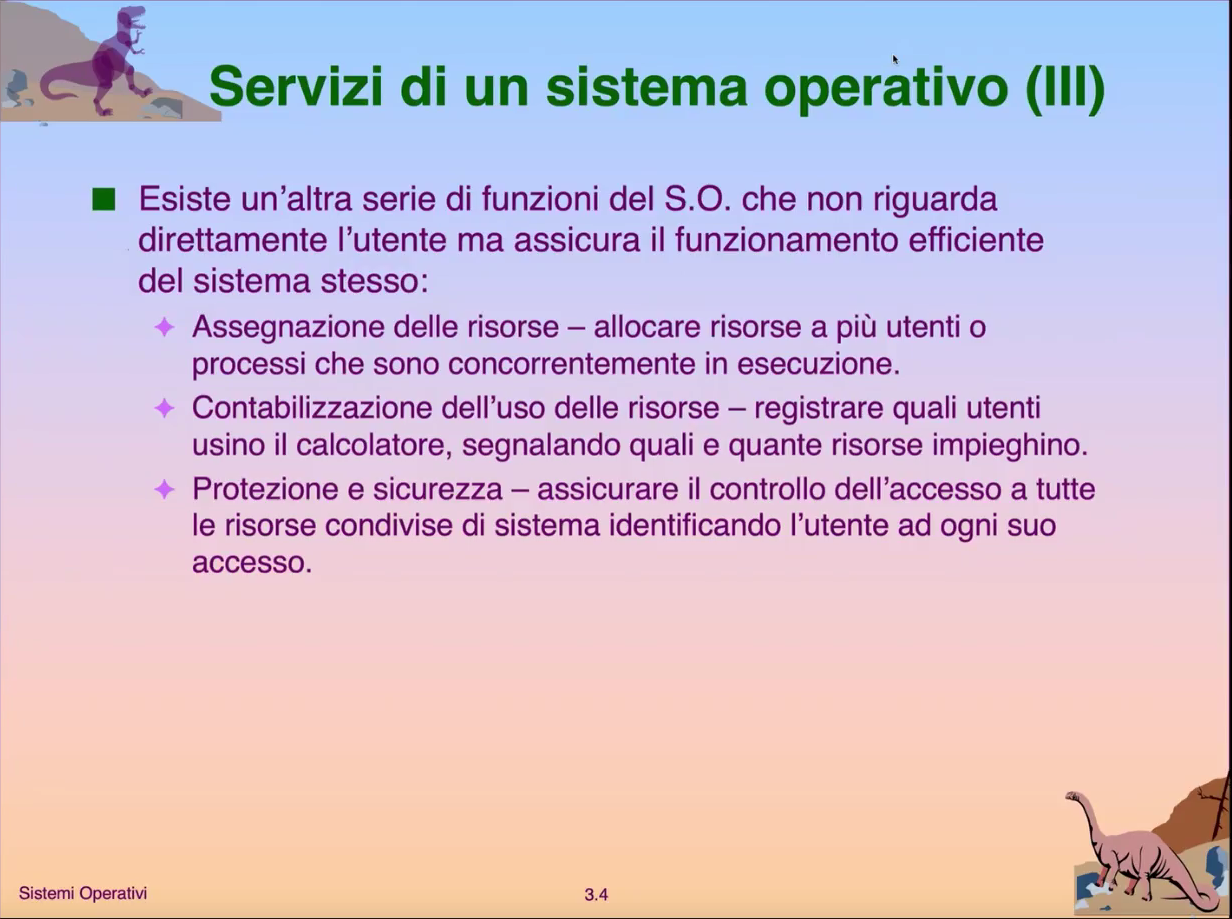 Servizi di un sistema operativo (III)
Esiste un’altra serie di funzioni del S.O. che non riguarda
direttamente l’utente ma assicura il funzionamento efficiente
del sistema stesso:
Assegnazione delle risorse – allocare risorse a più utenti o
processi che sono concorrentemente in esecuzione.
Contabilizzazione dell’uso delle risorse – registrare quali utenti
usino il calcolatore, segnalando quali e quante risorse impieghino.
Protezione e sicurezza – assicurare il controllo dell’accesso a tutte
le risorse condivise di sistema identificando l’utente ad ogni suo
accesso.
Sistemi Operativi
3.4